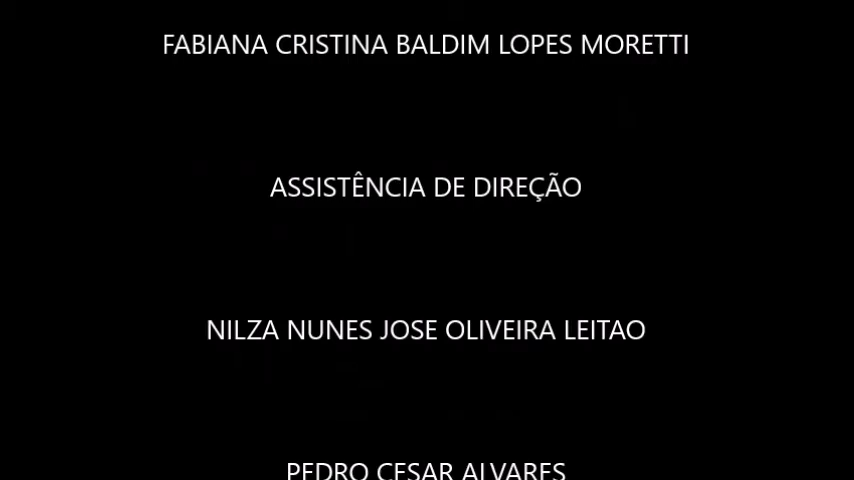 FABIANA CRISTINA BALDIM LOPES MORETTI
ASSISTÊNCIA DE DIREÇÃO
NILZA NUNES JOSE OLIVEIRA LEITAO
PEDRO CESAR ALVARES